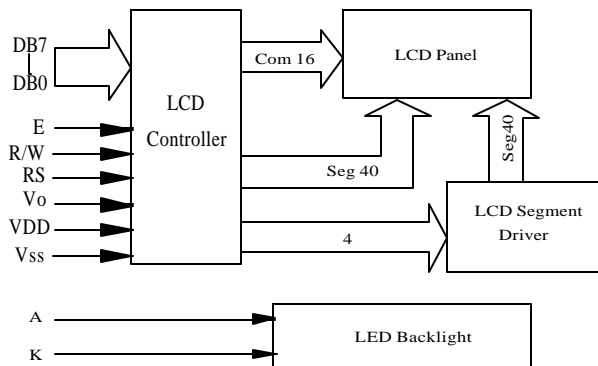 DB7
DB0
E
R/W
RS
Vo
VDD
Vss
LCD
Controller
Com 16
LCD Panel
Seg 40
Seg40
4
LCD Segment
Driver
A
K
LED Backlight